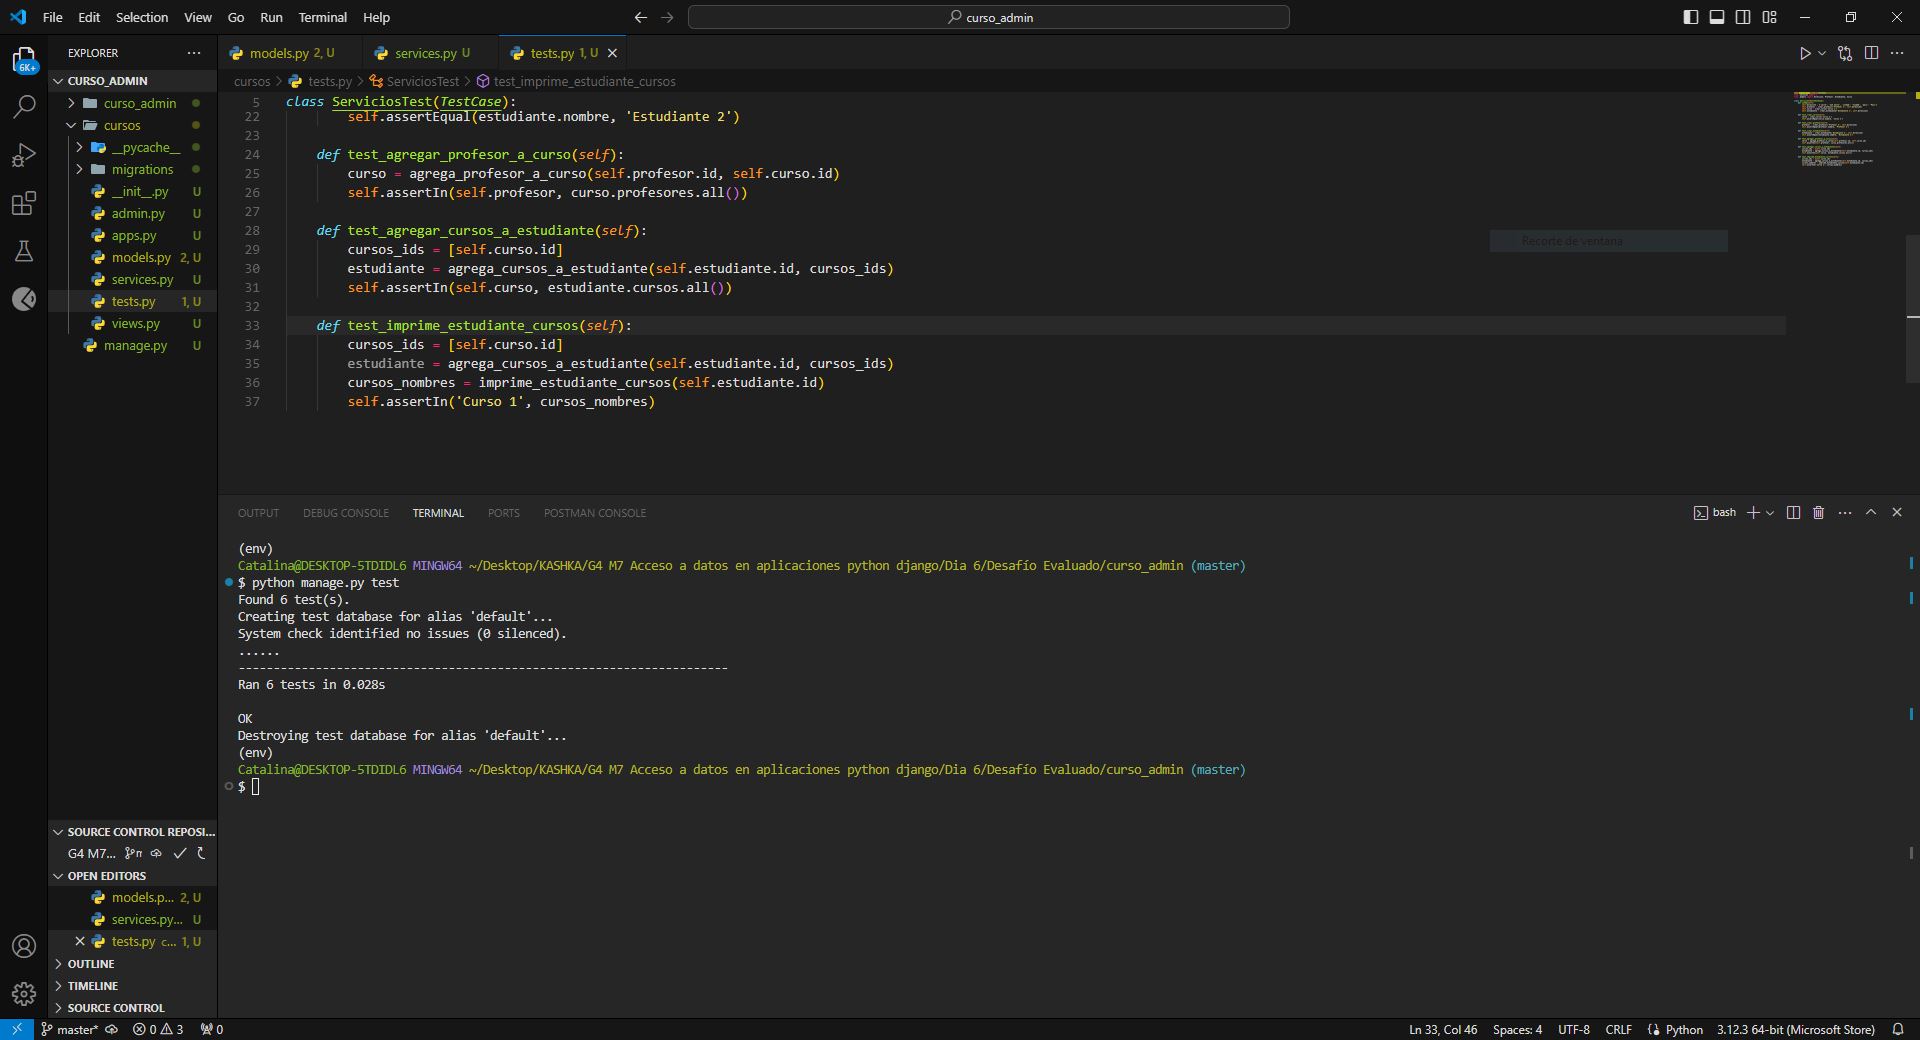 File Edit Selection View Go Run Terminal Help
curso_admin
EXPLORER
6K+
CURSO_ADMIN
curso_admin
cursos
__pycache__
migrations
__init__.py U
admin.py U
apps.py U
models.py 2, U
services.py U
tests.py 1, U
views.py U
manage.py U
SOURCE CONTROL REPOSI...
G4 M7...
OPEN EDITORS
models.p... 2, U
services.py... U
tests.py c... 1, U
OUTLINE
TIMELINE
SOURCE CONTROL
models.py 2, U services.py U tests.py 1, U
cursos > tests.py > ServiciosTest > test_imprime_estudiante_cursos
5 class ServiciosTest(TestCase):
22 self.assertEqual(estudiante.nombre, 'Estudiante 2')
23
24 def test_agregar_profesor_a_curso(self):
25 curso = agrega_profesor_a_curso(self.profesor.id, self.curso.id)
26 self.assertIn(self.profesor, curso.profesores.all())
27
28 def test_agregar_cursos_a_estudiante(self):
29 cursos_ids = [self.curso.id]
30 estudiante = agrega_cursos_a_estudiante(self.estudiante.id, cursos_ids)
31 self.assertIn(self.curso, estudiante.cursos.all())
32
33 def test_imprime_estudiante_cursos(self):
34 cursos_ids = [self.curso.id]
35 estudiante = agrega_cursos_a_estudiante(self.estudiante.id, cursos_ids)
36 cursos_nombres = imprime_estudiante_cursos(self.estudiante.id)
37 self.assertIn('Curso 1', cursos_nombres)
Recorte de ventana
OUTPUT DEBUG CONSOLE TERMINAL PORTS POSTMAN CONSOLE
bash
(env)
Catalina@DESKTOP-5TDIDL6 MINGW64 ~/Desktop/KASHKA/G4 M7 Acceso a datos en aplicaciones python django/Dia 6/Desafío Evaluado/curso_admin (master)
$ python manage.py test
Found 6 test(s).
Creating test database for alias 'default'...
System check identified no issues (0 silenced).
......
----------------------------------------------------------------------
Ran 6 tests in 0.028s
OK
Destroying test database for alias 'default'...
(env)
Catalina@DESKTOP-5TDIDL6 MINGW64 ~/Desktop/KASHKA/G4 M7 Acceso a datos en aplicaciones python django/Dia 6/Desafío Evaluado/curso_admin (master)
$
master* 0 3 0
Ln 33, Col 46 Spaces: 4 UTF-8 CRLF Python 3.12.3 64-bit (Microsoft Store)